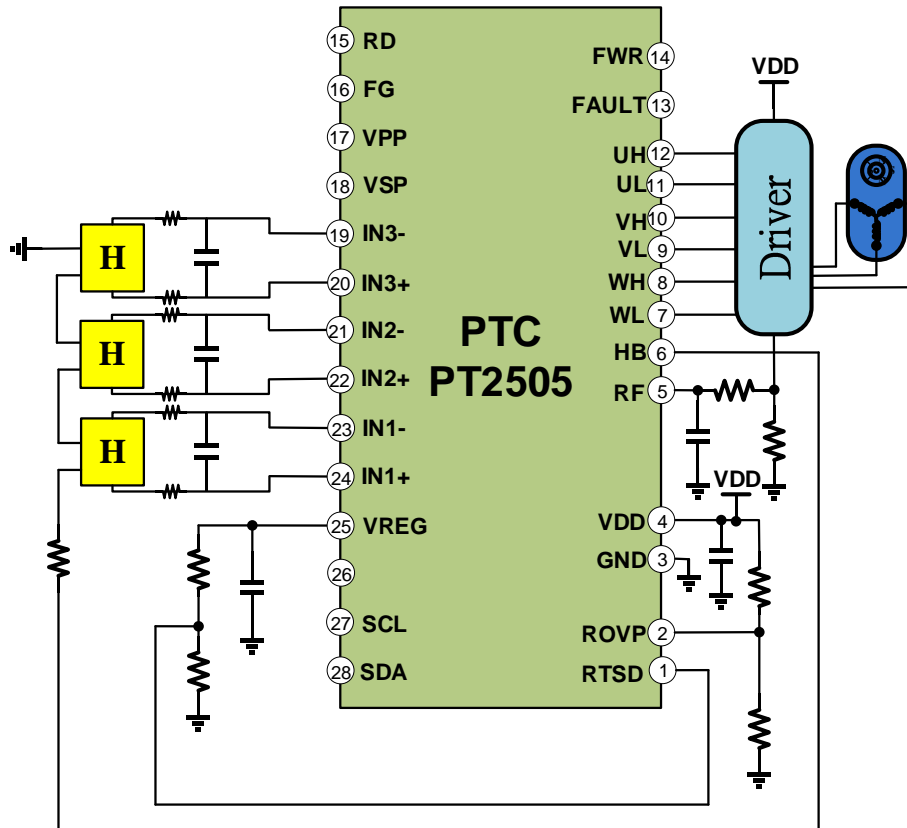 15 RD
16 FG
17 VPP
18 VSP
19 IN3-
20 IN3+
21 IN2-
22 IN2+
23 IN1-
24 IN1+
25 VREG
26
27 SCL
28 SDA
PTC
PT2505
FWR 14
FAULT 13
UH 12
UL 11
VH 10
VL 9
WH 8
WL 7
HB 6
RF 5
VDD 4
GND 3
ROVP 2
RTSD 1
H
H
H
VDD
Driver
VDD